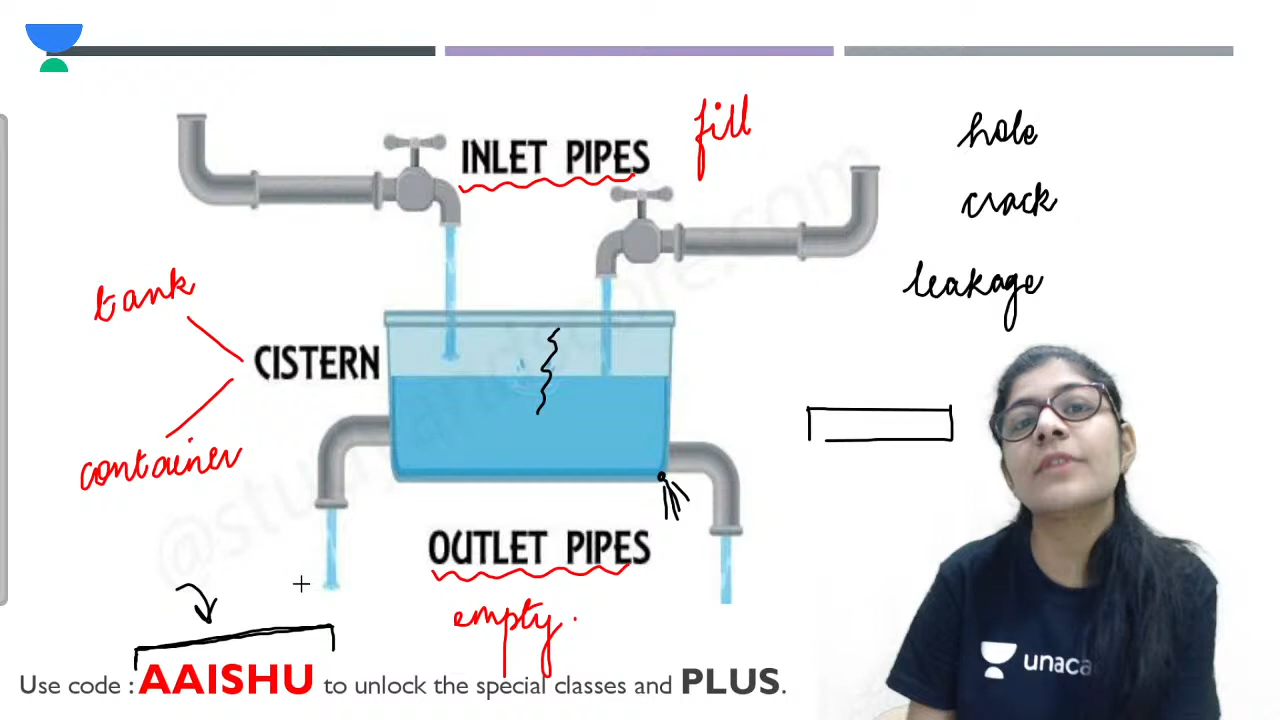 fill
INLET PIPES
hole
crack
leakage
tank
CISTERN
container
OUTLET PIPES
empty.
unaca
Use code : AAISHU to unlock the special classes and PLUS.